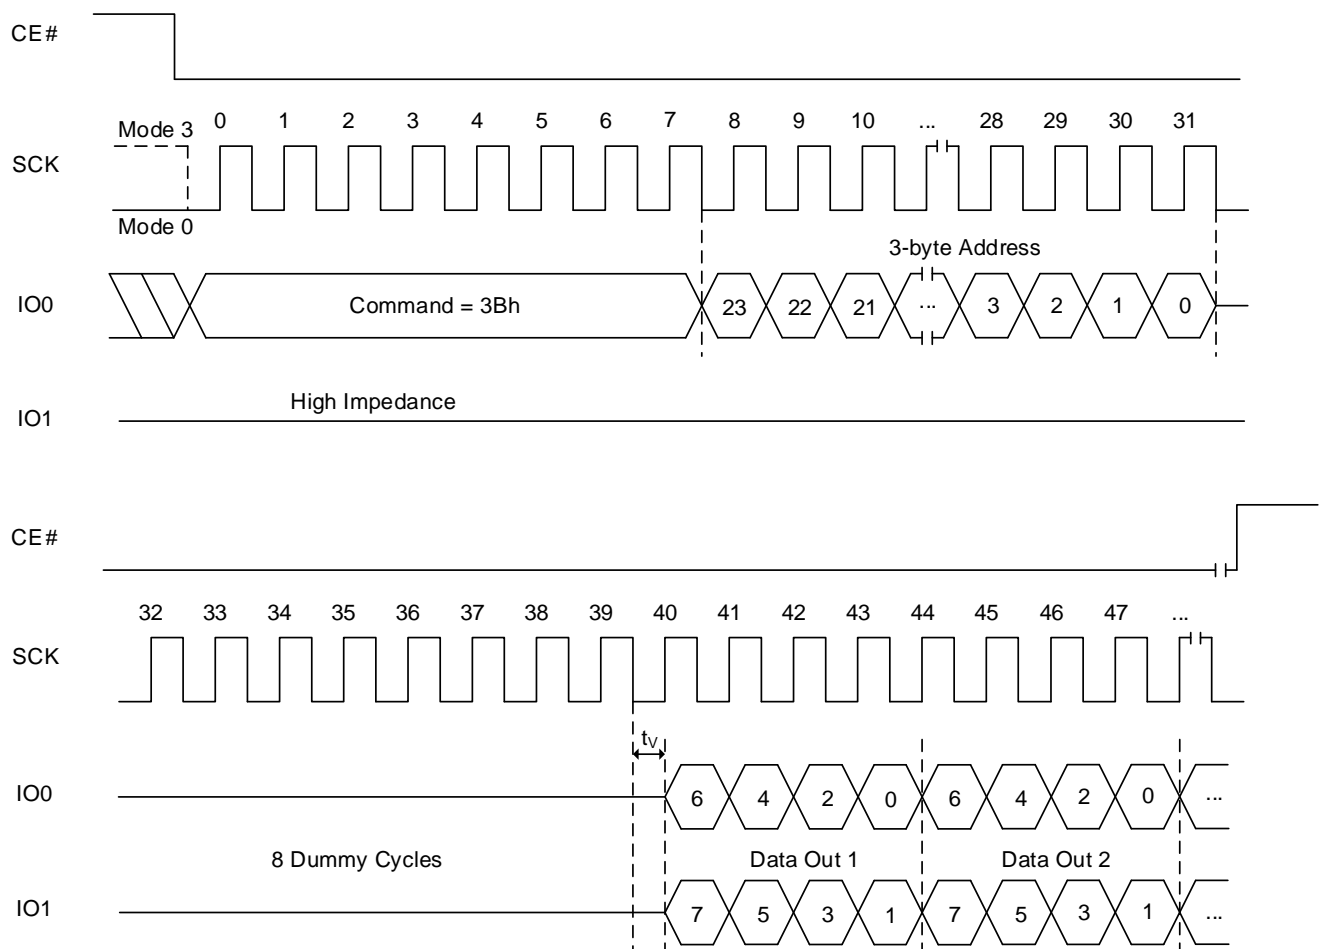 CE#
Mode 3 0 1 2 3 4 5 6 7 8 9 10 ... 28 29 30 31
SCK
Mode 0
3-byte Address
IO0 Command = 3Bh 23 22 21 ... 3 2 1 0
High Impedance
IO1
CE#
32 33 34 35 36 37 38 39 40 41 42 43 44 45 46 47 ...
SCK
tV
IO0 6 4 2 0 6 4 2 0 ...
8 Dummy Cycles Data Out 1 Data Out 2
IO1 7 5 3 1 7 5 3 1 ...